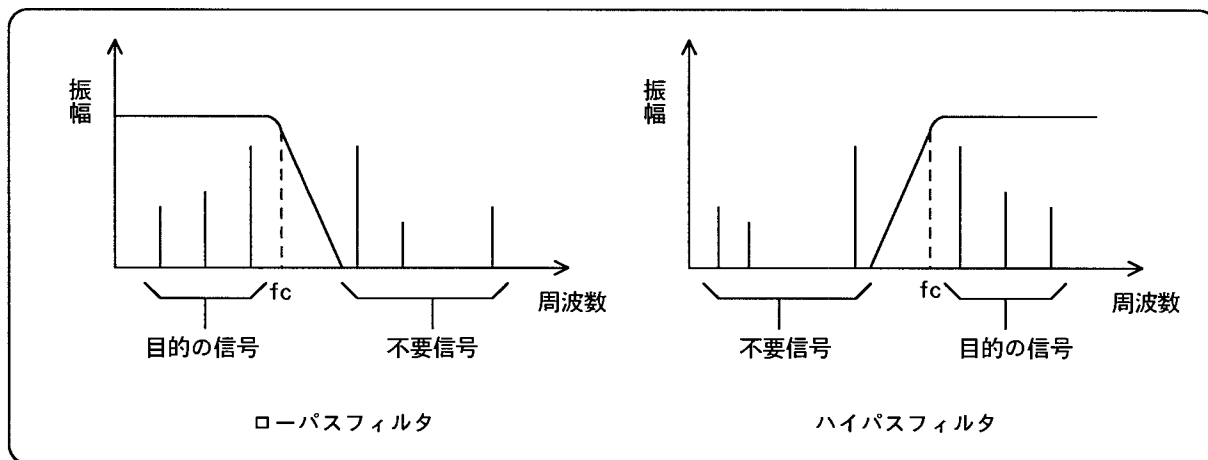 振幅
fc
周波数
目的の信号
不要信号
ローパスフィルタ
振幅
fc
周波数
不要信号
目的の信号
ハイパスフィルタ